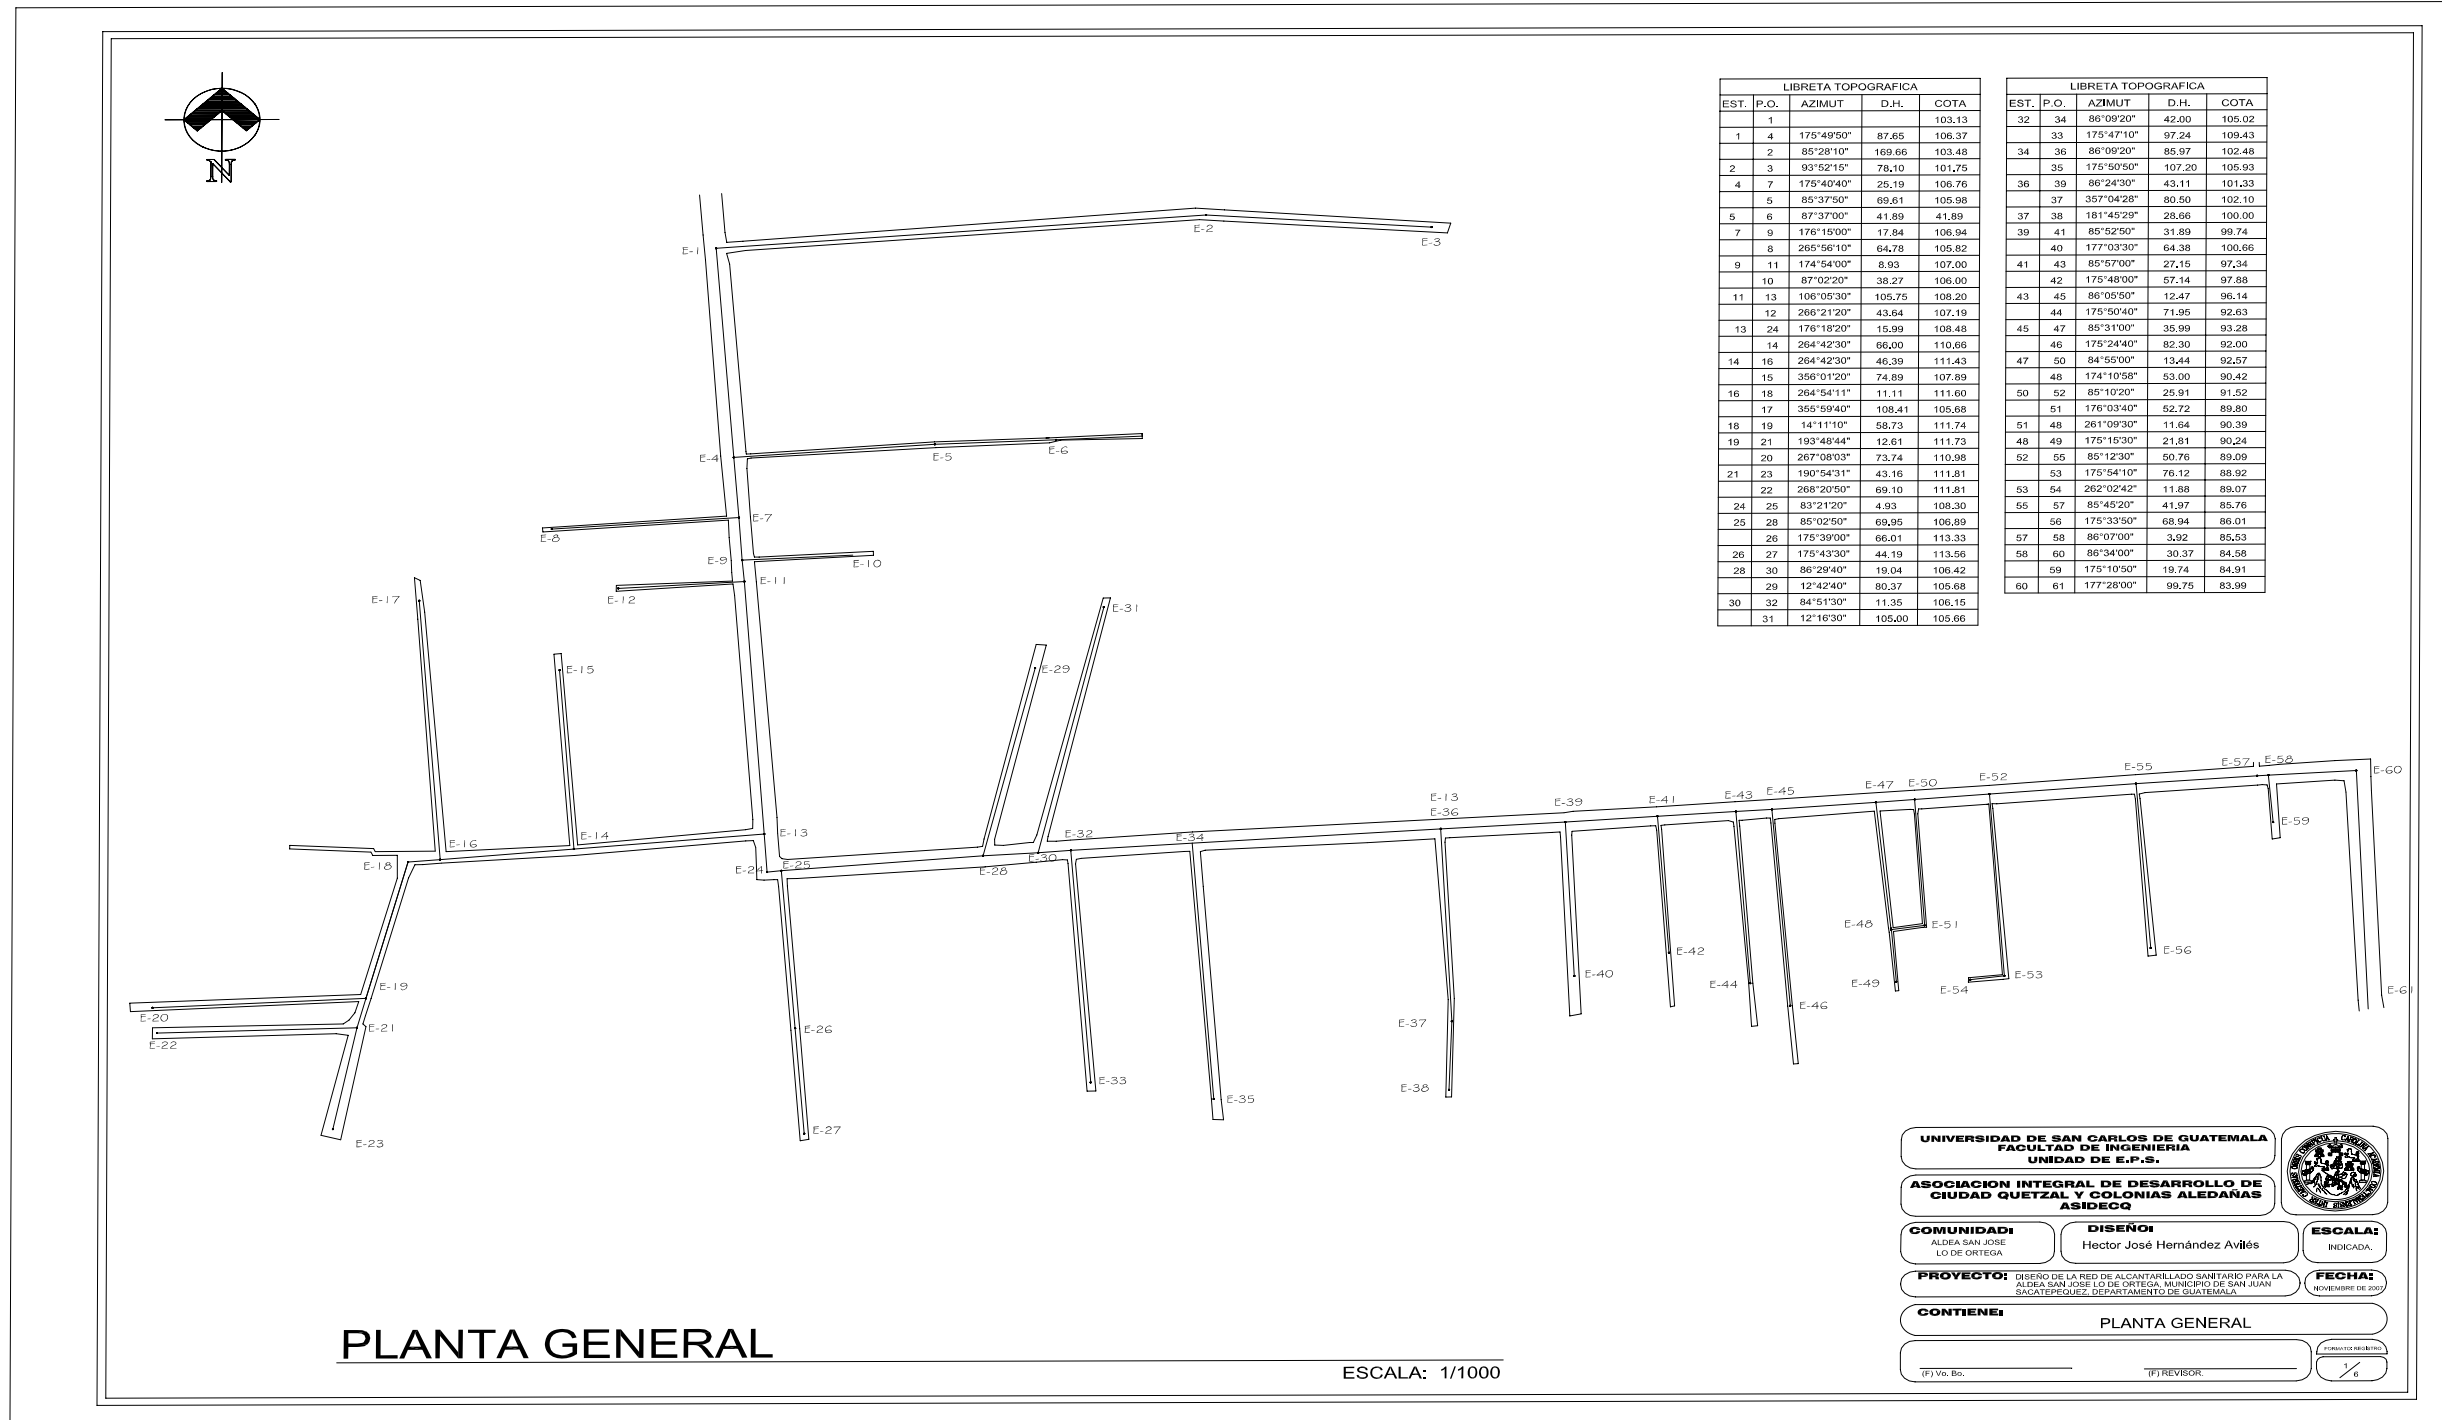 N
LIBRETA TOPOGRAFICA
EST. P.O. AZIMUT D.H. COTA
1 103.13
1 4 175°49'50" 87.65 106.37
2 85°28'10" 169.66 103.48
2 3 93°52'15" 78.10 101.75
4 7 175°40'40" 25.19 106.76
5 85°37'50" 69.61 105.98
5 6 87°37'00" 41.89 41.89
7 9 176°15'00" 17.84 106.94
8 265°56'10" 64.78 105.82
9 11 174°54'00" 8.93 107.00
10 87°02'20" 38.27 106.00
11 13 106°05'30" 105.75 108.20
12 266°21'20" 43.64 107.19
13 24 176°18'20" 15.99 108.48
14 264°42'30" 66.00 110.66
14 16 264°42'30" 46.39 111.43
15 356°01'20" 74.89 107.89
16 18 264°54'11" 11.11 111.60
17 355°59'40" 108.41 105.68
18 19 14°11'10" 58.73 111.74
19 21 193°48'44" 12.61 111.73
20 267°08'03" 73.74 110.98
21 23 190°54'31" 43.16 111.81
22 268°20'50" 69.10 111.81
24 25 83°21'20" 4.93 108.30
25 28 85°02'50" 69.95 106.89
26 175°39'00" 66.01 113.33
26 27 175°43'30" 44.19 113.56
28 30 86°29'40" 19.04 106.42
29 12°42'40" 80.37 105.68
30 32 84°51'30" 11.35 106.15
31 12°16'30" 105.00 105.66
LIBRETA TOPOGRAFICA
EST. P.O. AZIMUT D.H. COTA
32 34 86°09'20" 42.00 105.02
33 175°47'10" 97.24 109.43
34 36 86°09'20" 85.97 102.48
35 175°50'50" 107.20 105.93
36 39 86°24'30" 43.11 101.33
37 357°04'28" 80.50 102.10
37 38 181°45'29" 28.66 100.00
39 41 85°52'50" 31.89 99.74
40 177°03'30" 64.38 100.66
41 43 85°57'00" 27.15 97.34
42 175°48'00" 57.14 97.88
43 45 86°05'50" 12.47 96.14
44 175°50'40" 71.95 92.63
45 47 85°31'00" 35.99 93.28
46 175°24'40" 82.30 92.00
47 50 84°55'00" 13.44 92.57
48 174°10'58" 53.00 90.42
50 52 85°10'20" 25.91 91.52
51 176°03'40" 52.72 89.80
51 48 261°09'30" 11.64 90.39
48 49 175°15'30" 21.81 90.24
52 55 85°12'30" 50.76 89.09
53 175°54'10" 76.12 88.92
53 54 262°02'42" 11.88 89.07
55 57 85°45'20" 41.97 85.76
56 175°33'50" 68.94 86.01
57 58 86°07'00" 3.92 85.53
58 60 86°34'00" 30.37 84.58
59 175°10'50" 19.74 84.91
60 61 177°28'00" 99.75 83.99
E-1
E-2
E-3
E-4
E-5
E-6
E-7
E-8
E-9
E-10
E-11
E-12
E-17
E-31
E-15
E-29
E-55
E-57
E-58
E-60
E-52
E-47
E-50
E-13
E-39
E-41
E-43
E-45
E-36
E-59
E-16
E-14
E-13
E-32
E-34
E-30
E-18
E-24
E-25
E-28
E-48
E-51
E-56
E-42
E-40
E-44
E-49
E-54
E-53
E-61
E-19
E-20
E-21
E-22
E-46
E-37
E-26
E-33
E-38
E-35
E-27
E-23
UNIVERSIDAD DE SAN CARLOS DE GUATEMALA
FACULTAD DE INGENIERIA
UNIDAD DE E.P.S.
ASOCIACION INTEGRAL DE DESARROLLO DE
CIUDAD QUETZAL Y COLONIAS ALEDAÑAS
ASIDECQ
COMUNIDAD:
ALDEA SAN JOSE
LO DE ORTEGA
DISEÑO:
Hector José Hernández Avilés
ESCALA:
INDICADA.
PROYECTO: DISEÑO DE LA RED DE ALCANTARILLADO SANITARIO PARA LA
ALDEA SAN JOSE LO DE ORTEGA, MUNICIPIO DE SAN JUAN
SACATEPEQUEZ, DEPARTAMENTO DE GUATEMALA
FECHA:
NOVIEMBRE DE 2007
CONTIENE:
PLANTA GENERAL
(F) Vo. Bo.
(F) REVISOR.
FORMATO: REGISTRO
1/6
PLANTA GENERAL
ESCALA: 1/1000